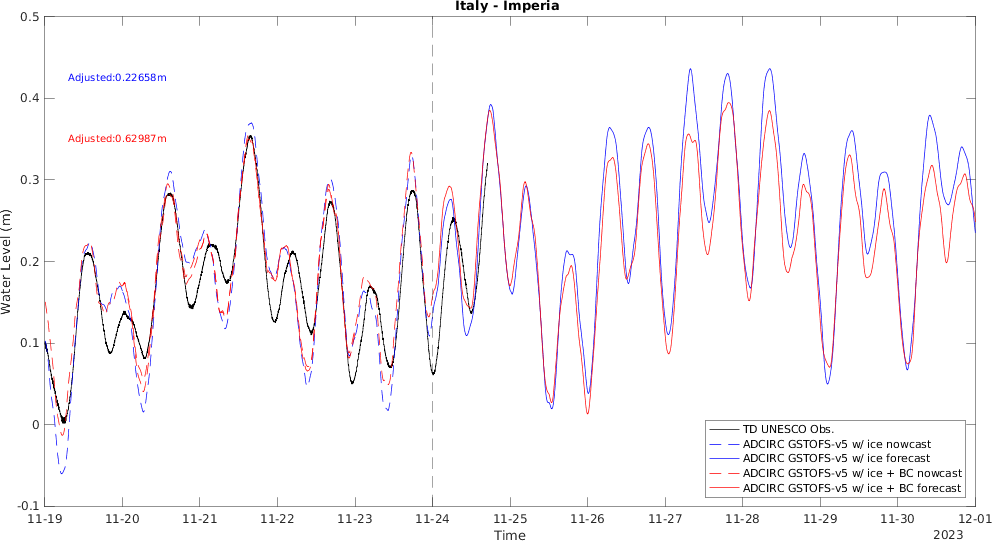 Italy - Imperia
Adjusted:0.22658m
Adjusted:0.62987m
Water Level (m)
0.5
0.4
0.3
0.2
0.1
0
-0.1
TD UNESCO Obs.
ADCIRC GSTOFS-v5 w/ ice nowcast
ADCIRC GSTOFS-v5 w/ ice forecast
ADCIRC GSTOFS-v5 w/ ice + BC nowcast
ADCIRC GSTOFS-v5 w/ ice + BC forecast
11-19 11-20 11-21 11-22 11-23 11-24 11-25 11-26 11-27 11-28 11-29 11-30 12-01
Time
2023